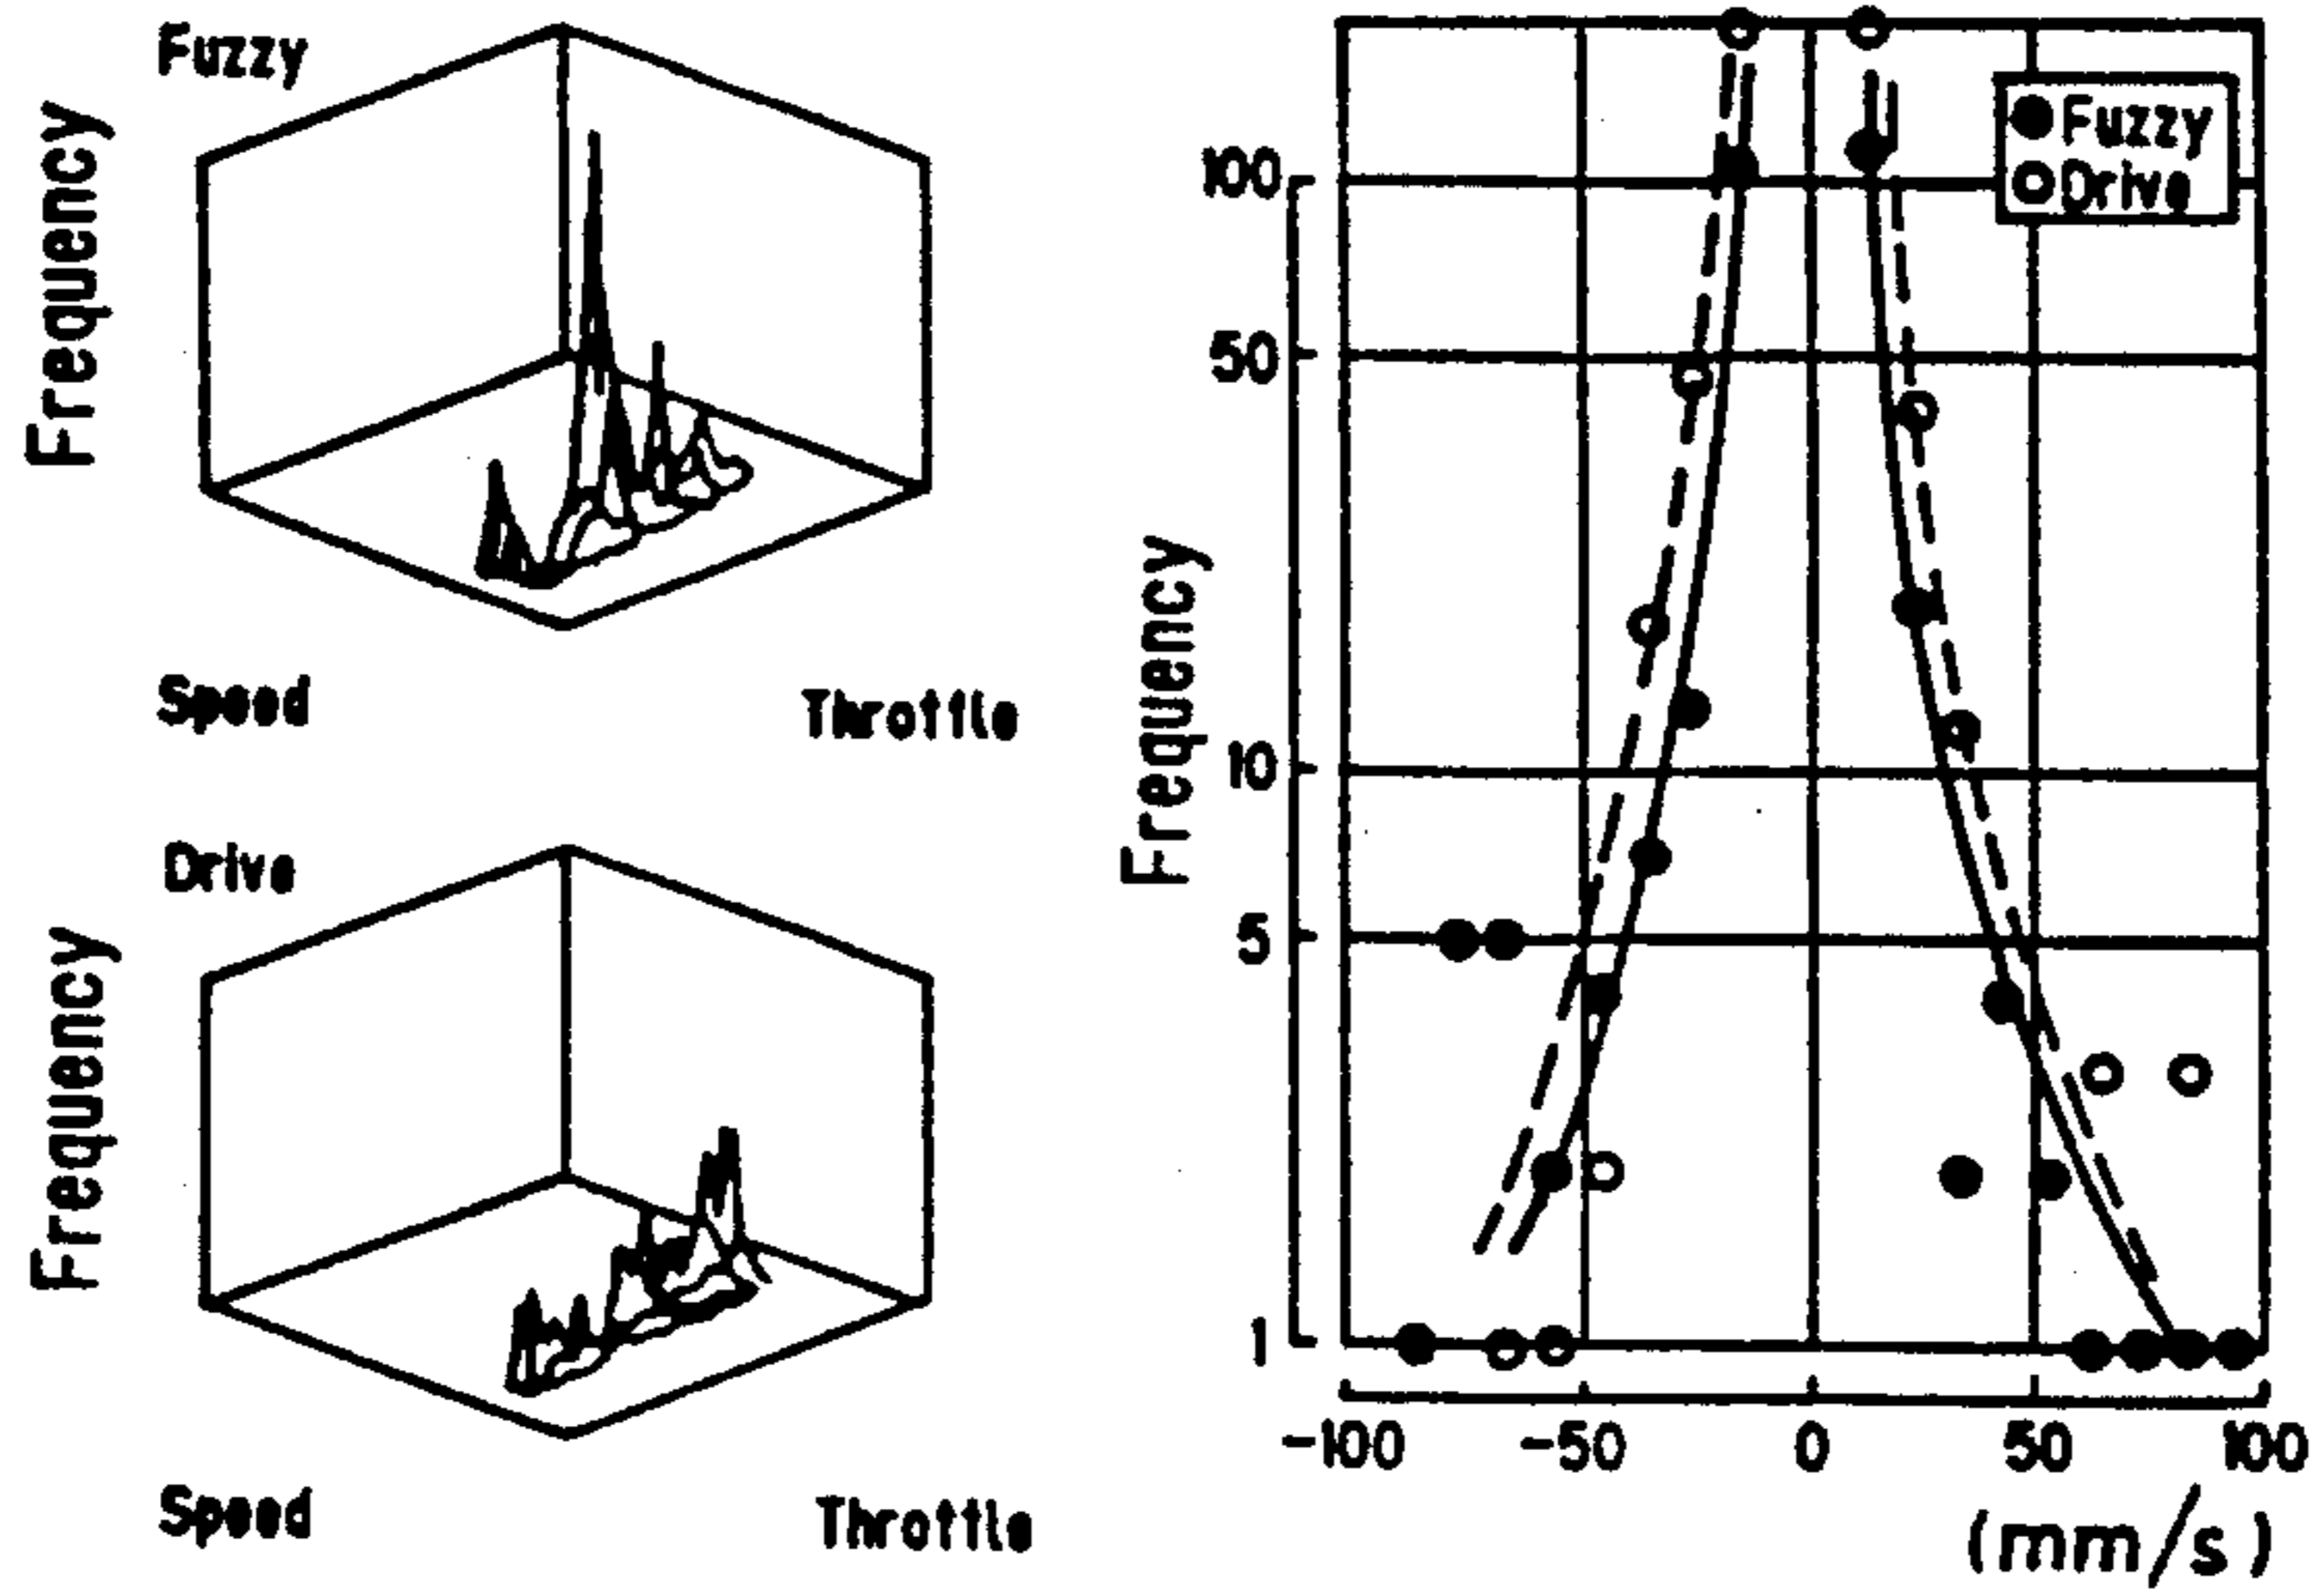 Fuzzy
Frequency
Speed
Throttle
Drive
Frequency
Speed
Throttle
Fuzzy
Drive
Frequency
100
50
10
5
1
-100
-50
0
50
100
(mm/s)